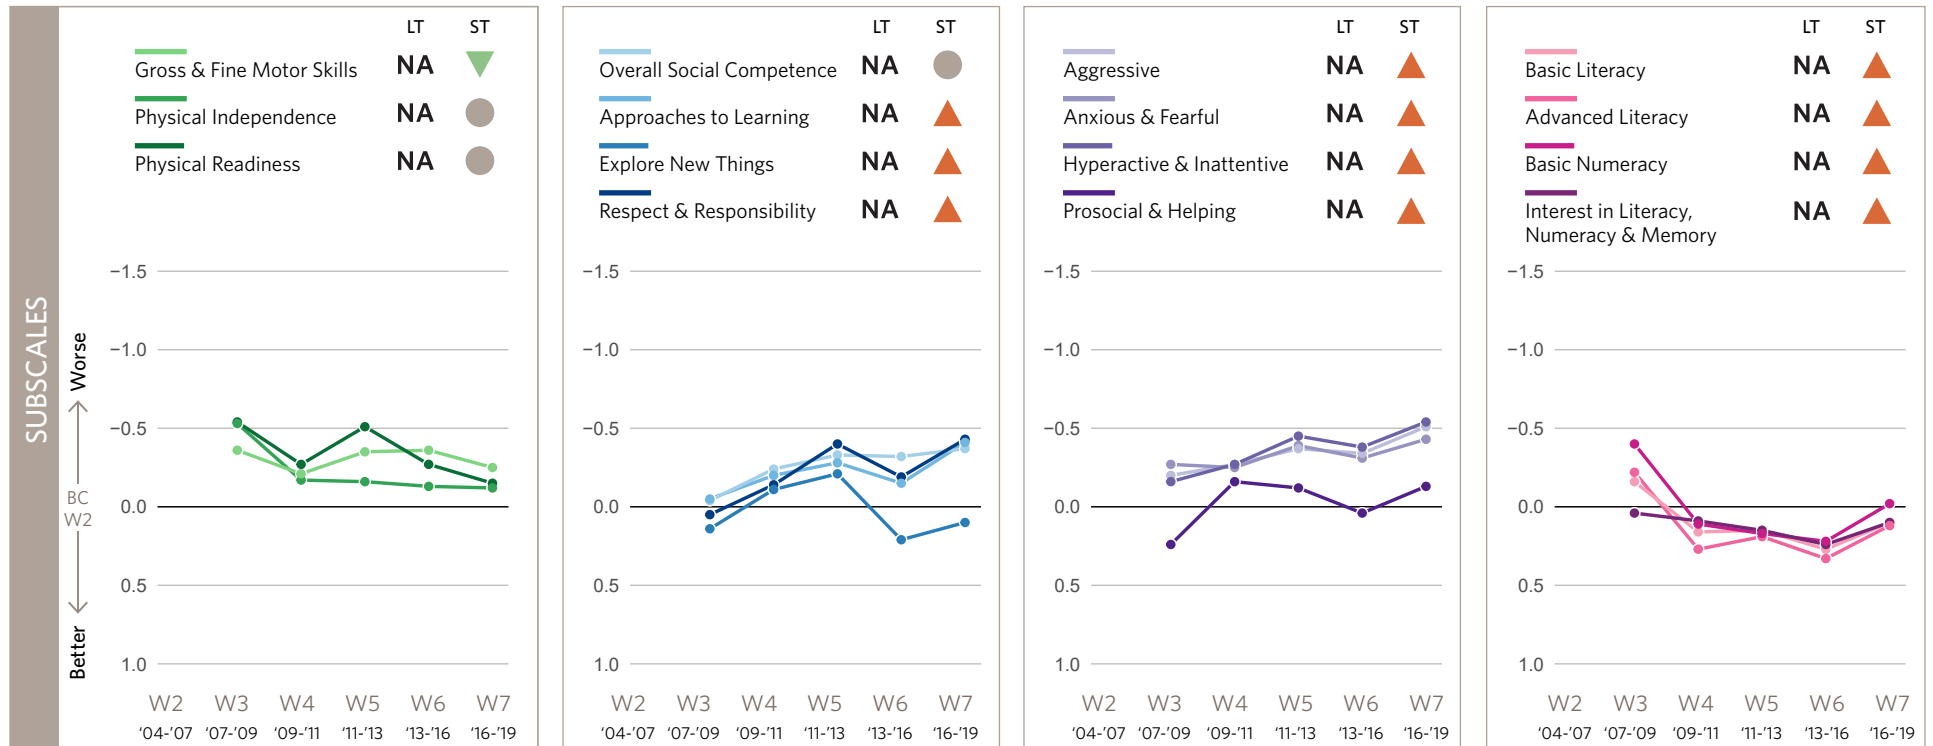 SUBSCALES
Worse
BC
W2
Better
LT ST
Gross & Fine Motor Skills NA
Physical Independence NA
Physical Readiness NA
−1.5
−1.0
−0.5
0.0
0.5
1.0
W2 W3 W4 W5 W6 W7
‘04-’07 ‘07-’09 ‘09-’11 ‘11-’13 ‘13-’16 ‘16-’19
LT ST
Overall Social Competence NA
Approaches to Learning NA
Explore New Things NA
Respect & Responsibility NA
−1.5
−1.0
−0.5
0.0
0.5
1.0
W2 W3 W4 W5 W6 W7
‘04-’07 ‘07-’09 ‘09-’11 ‘11-’13 ‘13-’16 ‘16-’19
LT ST
Aggressive NA
Anxious & Fearful NA
Hyperactive & Inattentive NA
Prosocial & Helping NA
−1.5
−1.0
−0.5
0.0
0.5
1.0
W2 W3 W4 W5 W6 W7
‘04-’07 ‘07-’09 ‘09-’11 ‘11-’13 ‘13-’16 ‘16-’19
LT ST
Basic Literacy NA
Advanced Literacy NA
Basic Numeracy NA
Interest in Literacy, NA
Numeracy & Memory
−1.5
−1.0
−0.5
0.0
0.5
1.0
W2 W3 W4 W5 W6 W7
‘04-’07 ‘07-’09 ‘09-’11 ‘11-’13 ‘13-’16 ‘16-’19